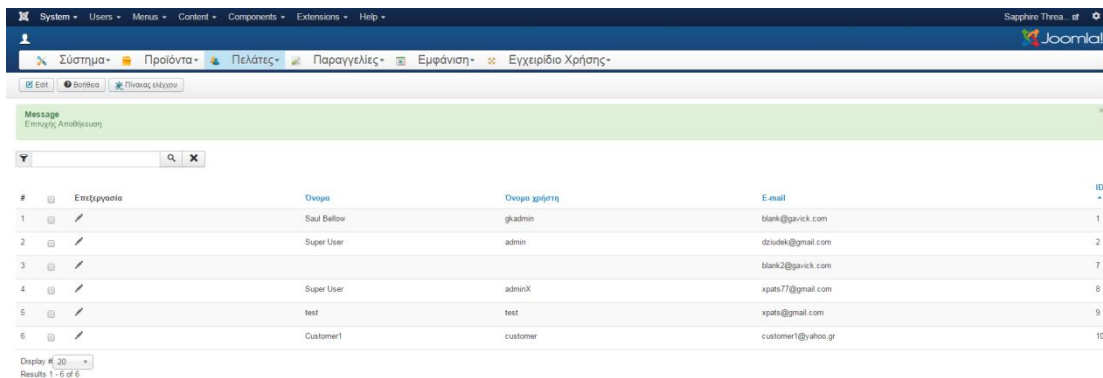 System Users Menus Content Components Extensions Help Sapphire Threa...
Joomla!
Σύστημα Προϊόντα Πελάτες Παραγγελίες Εμφάνιση Εγχειρίδιο Χρήσης
Edit Βοήθεια Πίνακας ελέγχου
Message
Επιτυχής Αποθήκευση
# Επεξεργασία Όνομα Όνομα χρήστη E-mail ID
1 Saul Bellow gkadmin blank@gavick.com 1
2 Super User admin dziudek@gmail.com 2
3 blank2@gavick.com 7
4 Super User adminX xpats77@gmail.com 8
5 test test xpats@gmail.com 9
6 Customer1 customer customer1@yahoo.gr 10
Display # 20
Results 1 - 6 of 6